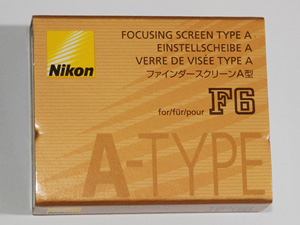 FOCUSING SCREEN TYPE A
EINSTELLSCHEIBE A
VERRE DE VISÉE TYPE A
ファインダースクリーンA型
Nikon
for/für/pour F6
A-TYPE